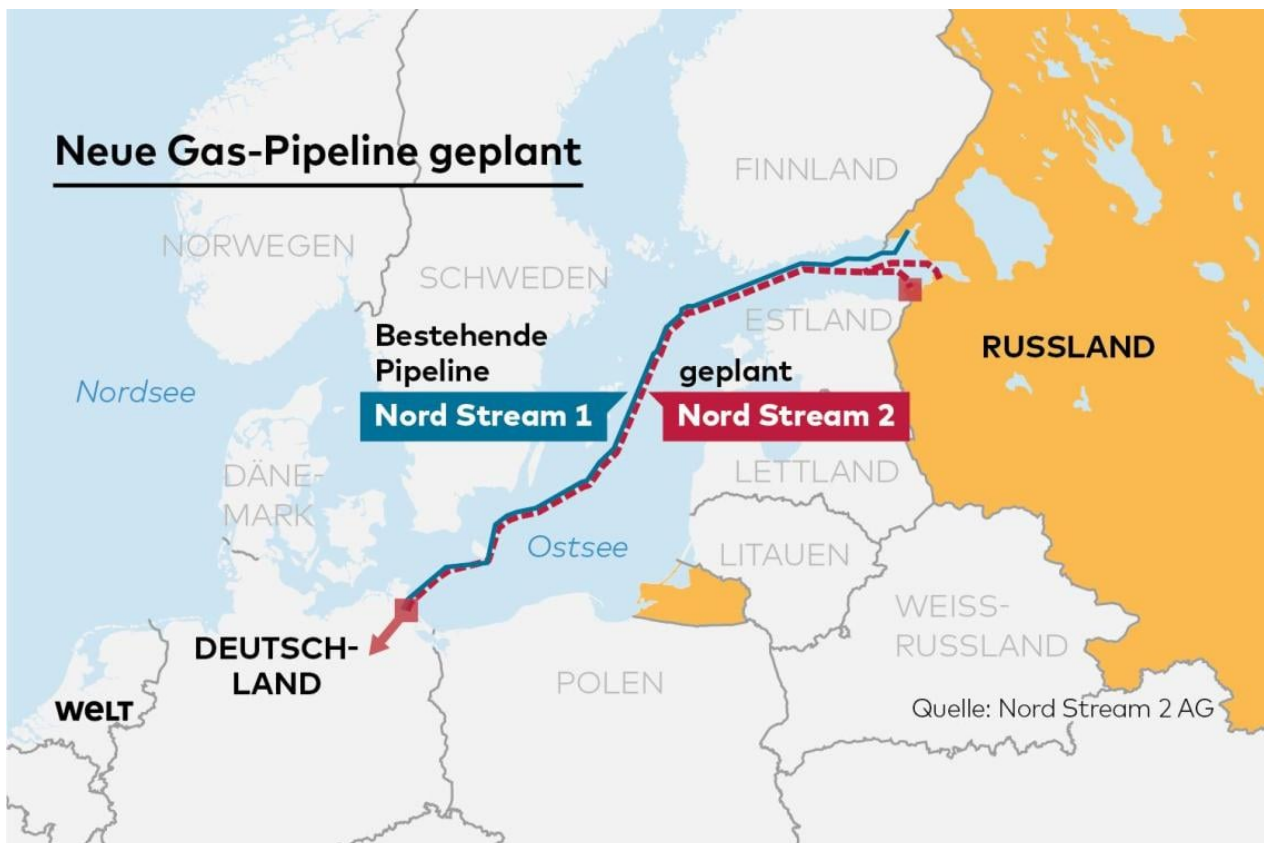 Neue Gas-Pipeline geplant
FINNLAND
NORWEGEN
SCHWEDEN
ESTLAND
Bestehende
Pipeline
Nord Stream 1
geplant
Nord Stream 2
RUSSLAND
Nordsee
DÄNE-
MARK
LETTLAND
Ostsee
LITAUEN
WEISS-
RUSSLAND
DEUTSCH-
LAND
POLEN
WELT
Quelle: Nord Stream 2 AG